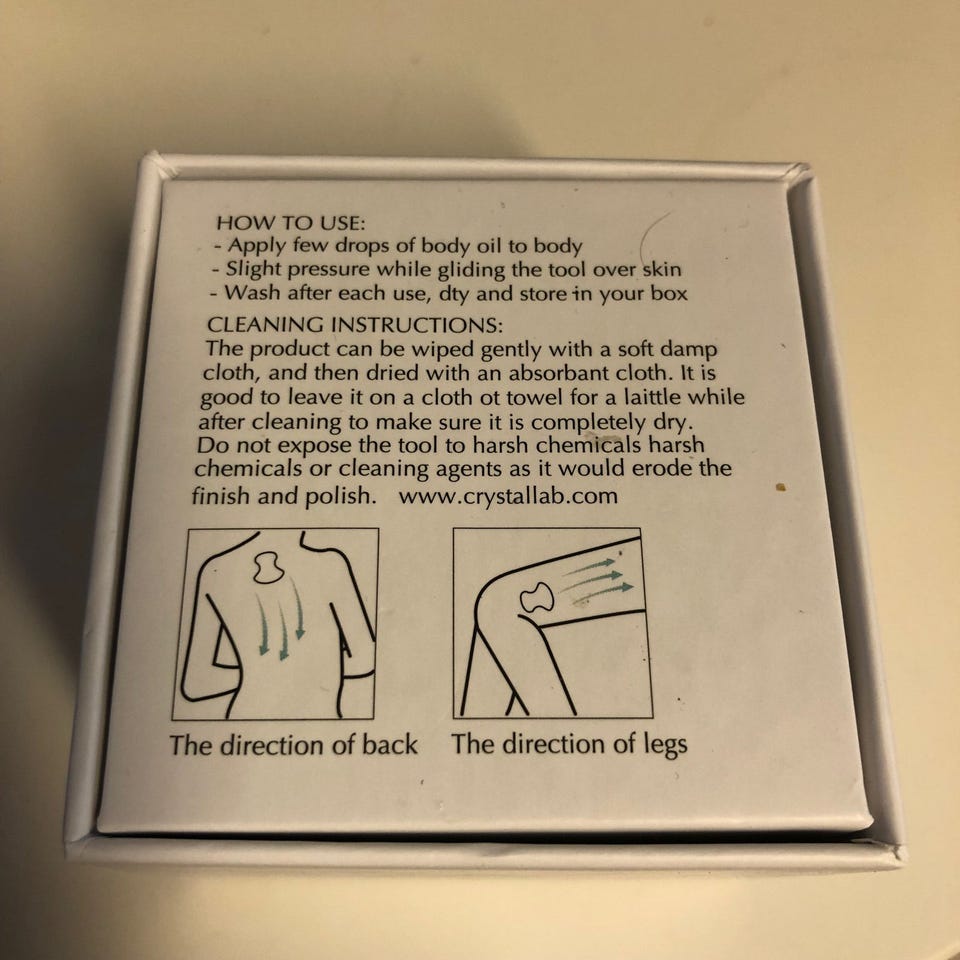 HOW TO USE:
- Apply few drops of body oil to body
- Slight pressure while gliding the tool over skin
- Wash after each use, dty and store in your box
CLEANING INSTRUCTIONS:
The product can be wiped gently with a soft damp
cloth, and then dried with an absorbant cloth. It is
good to leave it on a cloth ot towel for a laittle while
after cleaning to make sure it is completely dry.
Do not expose the tool to harsh chemicals harsh
chemicals or cleaning agents as it would erode the
finish and polish. www.crystallab.com
The direction of back The direction of legs